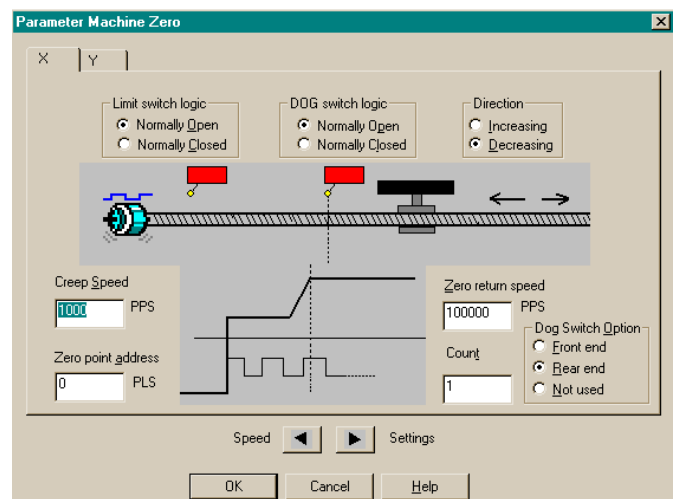 Parameter Machine Zero
X Y
Limit switch logic
Normally Open
Normally Closed
DOG switch logic
Normally Open
Normally Closed
Direction
Increasing
Decreasing
Creep Speed
1000 PPS
Zero point address
0 PLS
Zero return speed
100000 PPS
Count
1
Dog Switch Option
Front end
Rear end
Not used
Speed Settings
OK Cancel Help